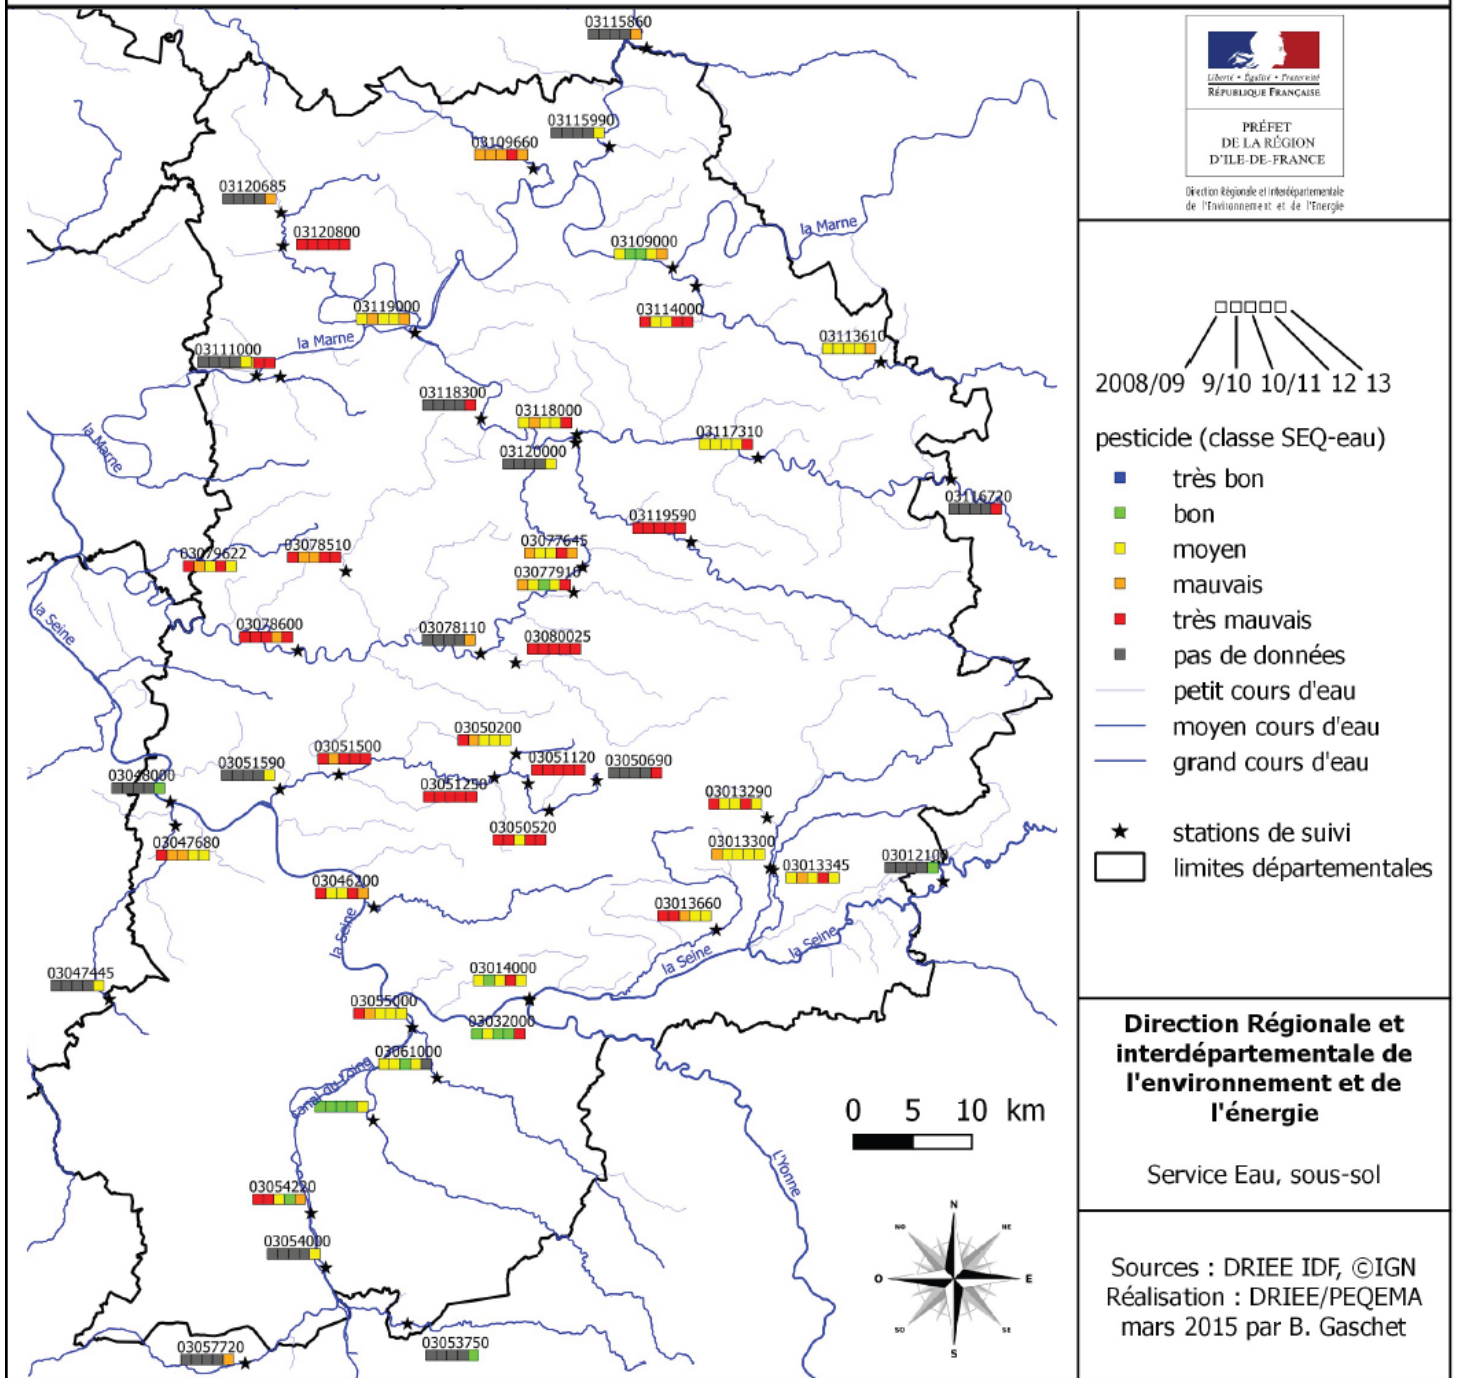 03115860
03115990
03109660
03120685
03120800
la Marne
03109000
03119000
03114000
la Marne
03113610
03111000
03118300
03118000
la Marne
03117310
03120000
03116720
03119590
03077645
03079622
03078510
03077910
la Seine
03078600
03078110
03080025
03050200
03051500
03051590
03051120
03050690
03048000
03051250
03013290
03050520
03013300
03047680
03013345
03012100
03046200
03013660
la Seine
la Seine
la Seine
03047445
03014000
03055000
03032000
03061000
canal du Loing
0 5 10 km
L'Yonne
03054220
03054000
03053750
03057720
N
NE
E
SE
S
SO
O
NO
Liberté • Égalité • Fraternité
RÉPUBLIQUE FRANÇAISE
PRÉFET
DE LA RÉGION
D'ILE-DE-FRANCE
Direction Régionale et Interdépartementale
de l'Environnement et de l'Energie
2008/09 9/10 10/11 12 13
pesticide (classe SEQ-eau)
très bon
bon
moyen
mauvais
très mauvais
pas de données
petit cours d'eau
moyen cours d'eau
grand cours d'eau
stations de suivi
limites départementales
Direction Régionale et
interdépartementale de
l'environnement et de
l'énergie
Service Eau, sous-sol
Sources : DRIEE IDF, ©IGN
Réalisation : DRIEE/PEQEMA
mars 2015 par B. Gaschet